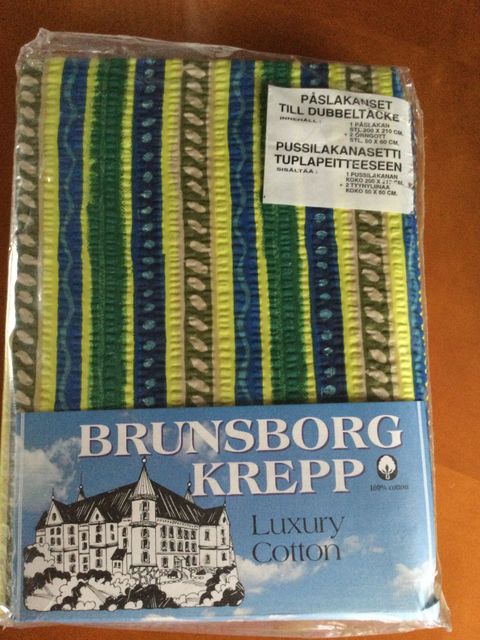 PÅSLAKANSET
TILL DUBBELTÄCKE
INNEHÅLL : 1 PÅSLAKAN
STL. 200 X 210 CM.
+ 2 ÖRNGOTT
STL. 50 X 60 CM.
PUSSILAKANASETTI
TUPLAPEITTEESEEN
SISÄLTÄÄ : 1 PUSSILAKANAN
KOKO 200 X 210 CM,
+ 2 TYYNYLIINAA
KOKO 50 X 60 CM.
BRUNSBORG
KREPP
100% cotton
Luxury
Cotton